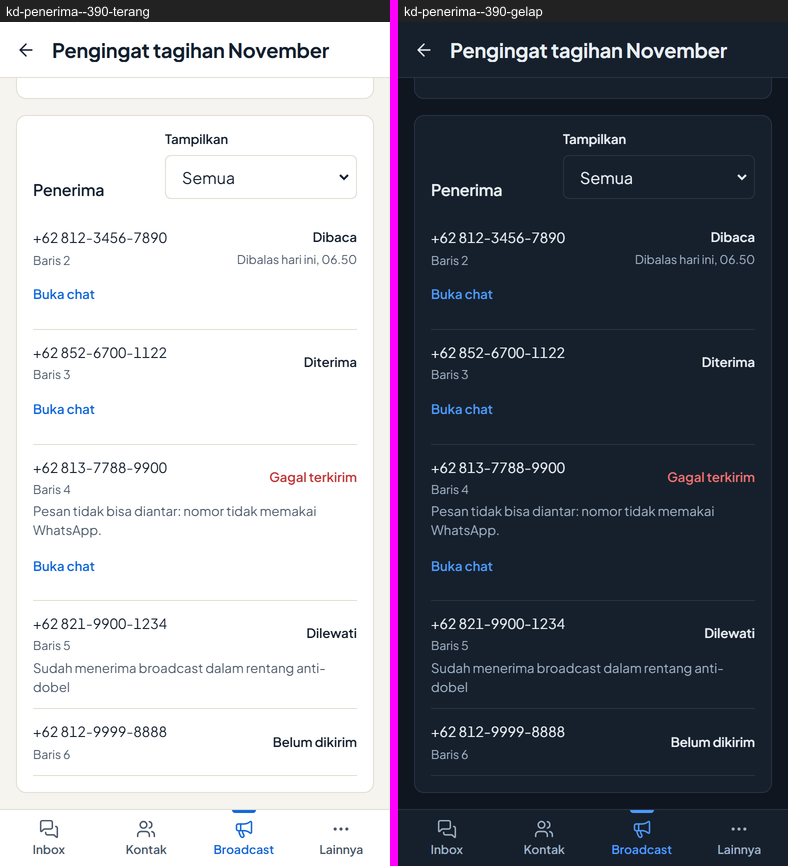 kd-penerima--390-terang
Pengingat tagihan November
Tampilkan
Penerima
Semua
+62 812-3456-7890
Dibaca
Baris 2
Dibalas hari ini, 06.50
Buka chat
+62 852-6700-1122
Diterima
Baris 3
Buka chat
+62 813-7788-9900
Gagal terkirim
Baris 4
Pesan tidak bisa diantar: nomor tidak memakai
WhatsApp.
Buka chat
+62 821-9900-1234
Dilewati
Baris 5
Sudah menerima broadcast dalam rentang anti-
dobel
+62 812-9999-8888
Belum dikirim
Baris 6
Inbox
Kontak
Broadcast
Lainnya
kd-penerima--390-gelap
Pengingat tagihan November
Tampilkan
Penerima
Semua
+62 812-3456-7890
Dibaca
Baris 2
Dibalas hari ini, 06.50
Buka chat
+62 852-6700-1122
Diterima
Baris 3
Buka chat
+62 813-7788-9900
Gagal terkirim
Baris 4
Pesan tidak bisa diantar: nomor tidak memakai
WhatsApp.
Buka chat
+62 821-9900-1234
Dilewati
Baris 5
Sudah menerima broadcast dalam rentang anti-
dobel
+62 812-9999-8888
Belum dikirim
Baris 6
Inbox
Kontak
Broadcast
Lainnya